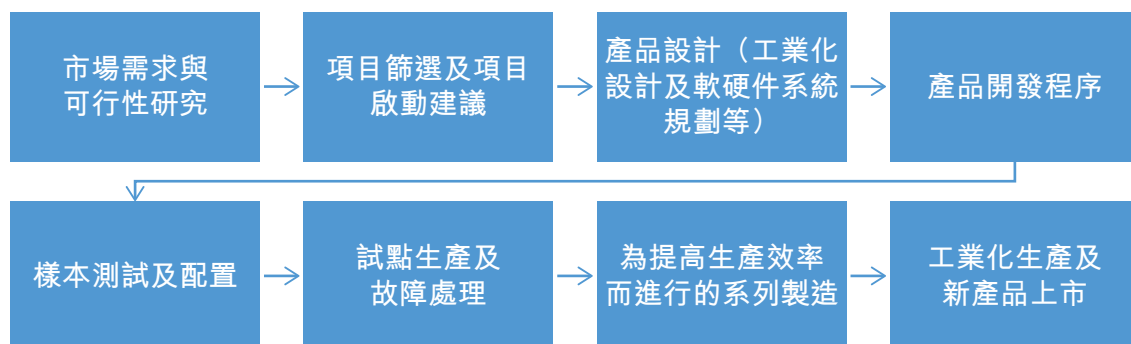 市場需求與
可行性研究
項目篩選及項目
啟動建議
產品設計（工業化
設計及軟硬件系統
規劃等）
產品開發程序
樣本測試及配置
試點生產及
故障處理
為提高生產效率
而進行的系列製造
工業化生產及
新產品上市